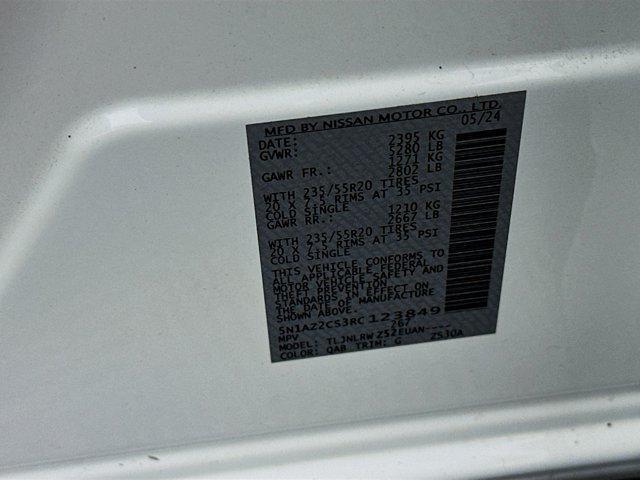 MFD BY NISSAN MOTOR CO., LTD.
DATE: 05/24
GVWR: 2395 KG
5280 LB
GAWR FR.: 1271 KG
2802 LB
WITH 235/55R20 TIRES
20 X 7.5 RIMS AT 35 PSI
COLD SINGLE
GAWR RR.: 1210 KG
2667 LB
WITH 235/55R20 TIRES
20 X 7.5 RIMS AT 35 PSI
COLD SINGLE
THIS VEHICLE CONFORMS TO
ALL APPLICABLE FEDERAL
MOTOR VEHICLE SAFETY AND
THEFT PREVENTION
STANDARDS IN EFFECT ON
THE DATE OF MANUFACTURE
SHOWN ABOVE.
5N1AZ2CS3RC123849
MPV 267
MODEL: TLJNLRWZS2EUAN----
COLOR: QAB TRIM: G ZSJ0A